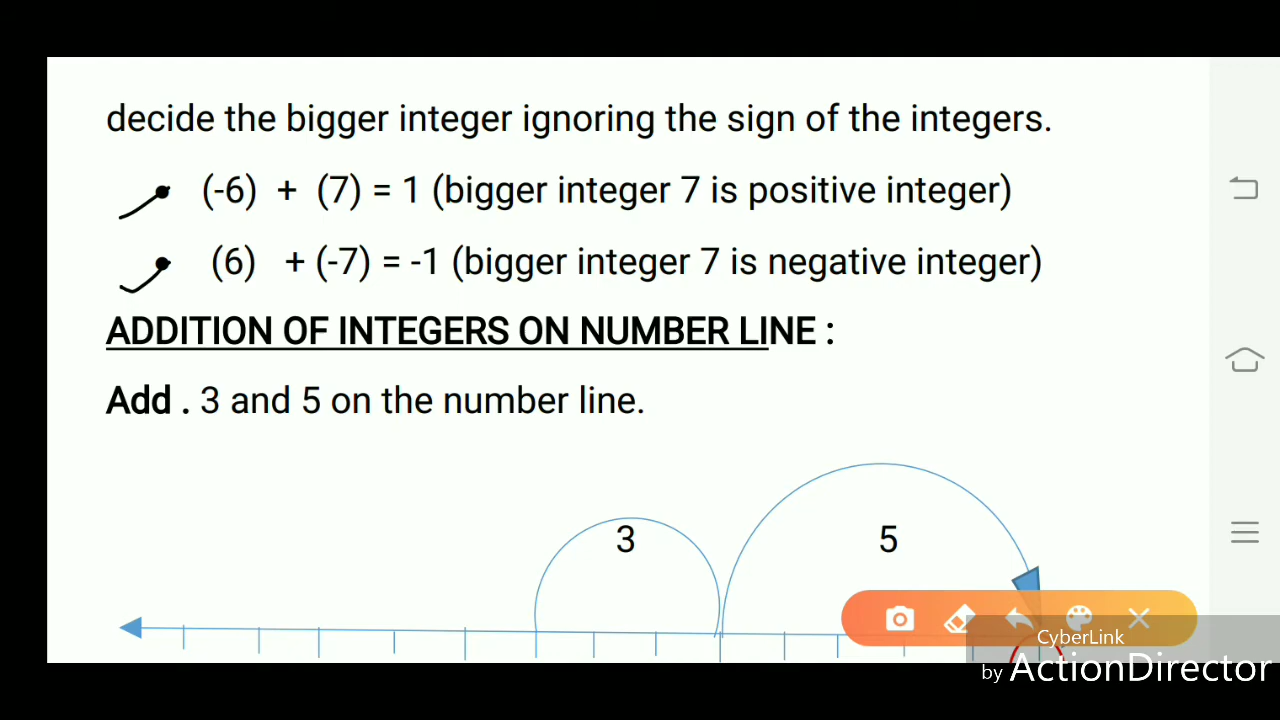 decide the bigger integer ignoring the sign of the integers.
(-6) + (7) = 1 (bigger integer 7 is positive integer)
(6) + (-7) = -1 (bigger integer 7 is negative integer)
ADDITION OF INTEGERS ON NUMBER LINE :
Add . 3 and 5 on the number line.
3 5
CyberLink
by ActionDirector